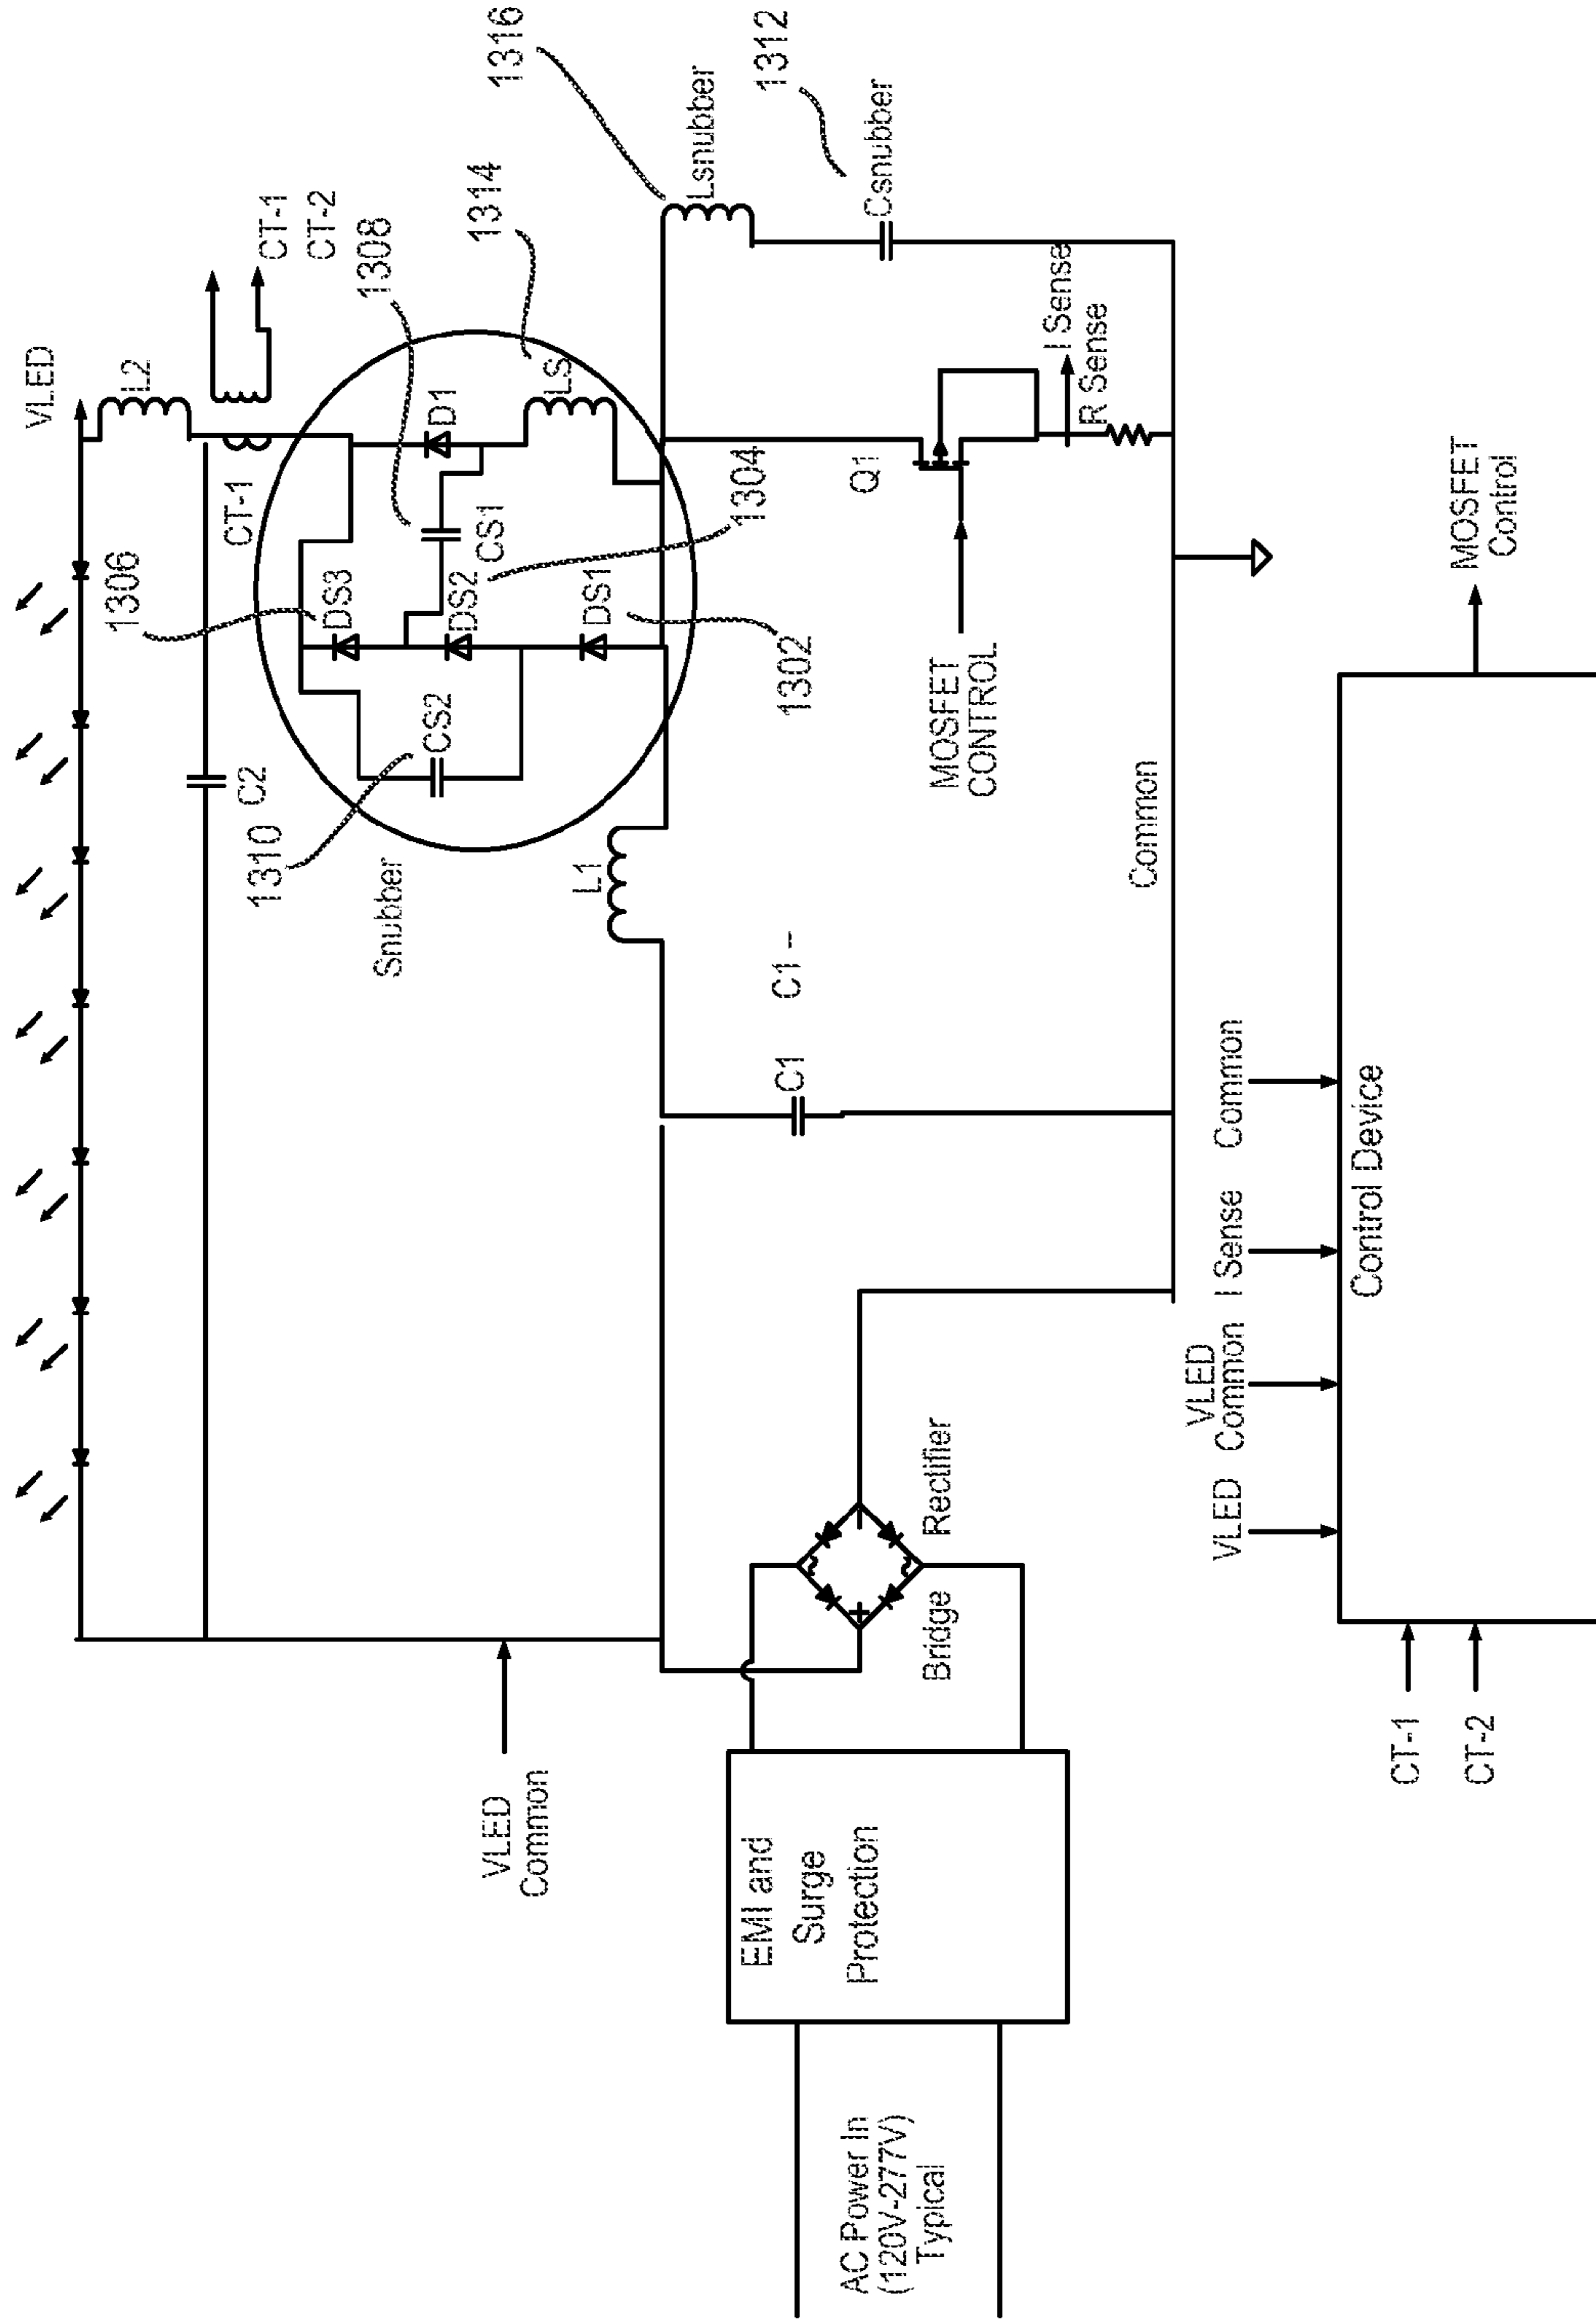 VLED
L2
CT-1
CT-2
1316
1312
1314
1308
Lsnubber
Csnubber
1306
CT-1
C2
DS3
D1
CS1
LS
1304
DS2
DS1
CS2
1302
1310
Snubber
L1
Q1
I Sense
R Sense
MOSFET
CONTROL
C1
C1 -
Common
VLED
Common
Bridge
Rectifier
EMI and
Surge
Protection
AC Power In
(120V-277V)
Typical
VLED
VLED
Common
I Sense
Common
Control Device
CT-1
CT-2
MOSFET
Control